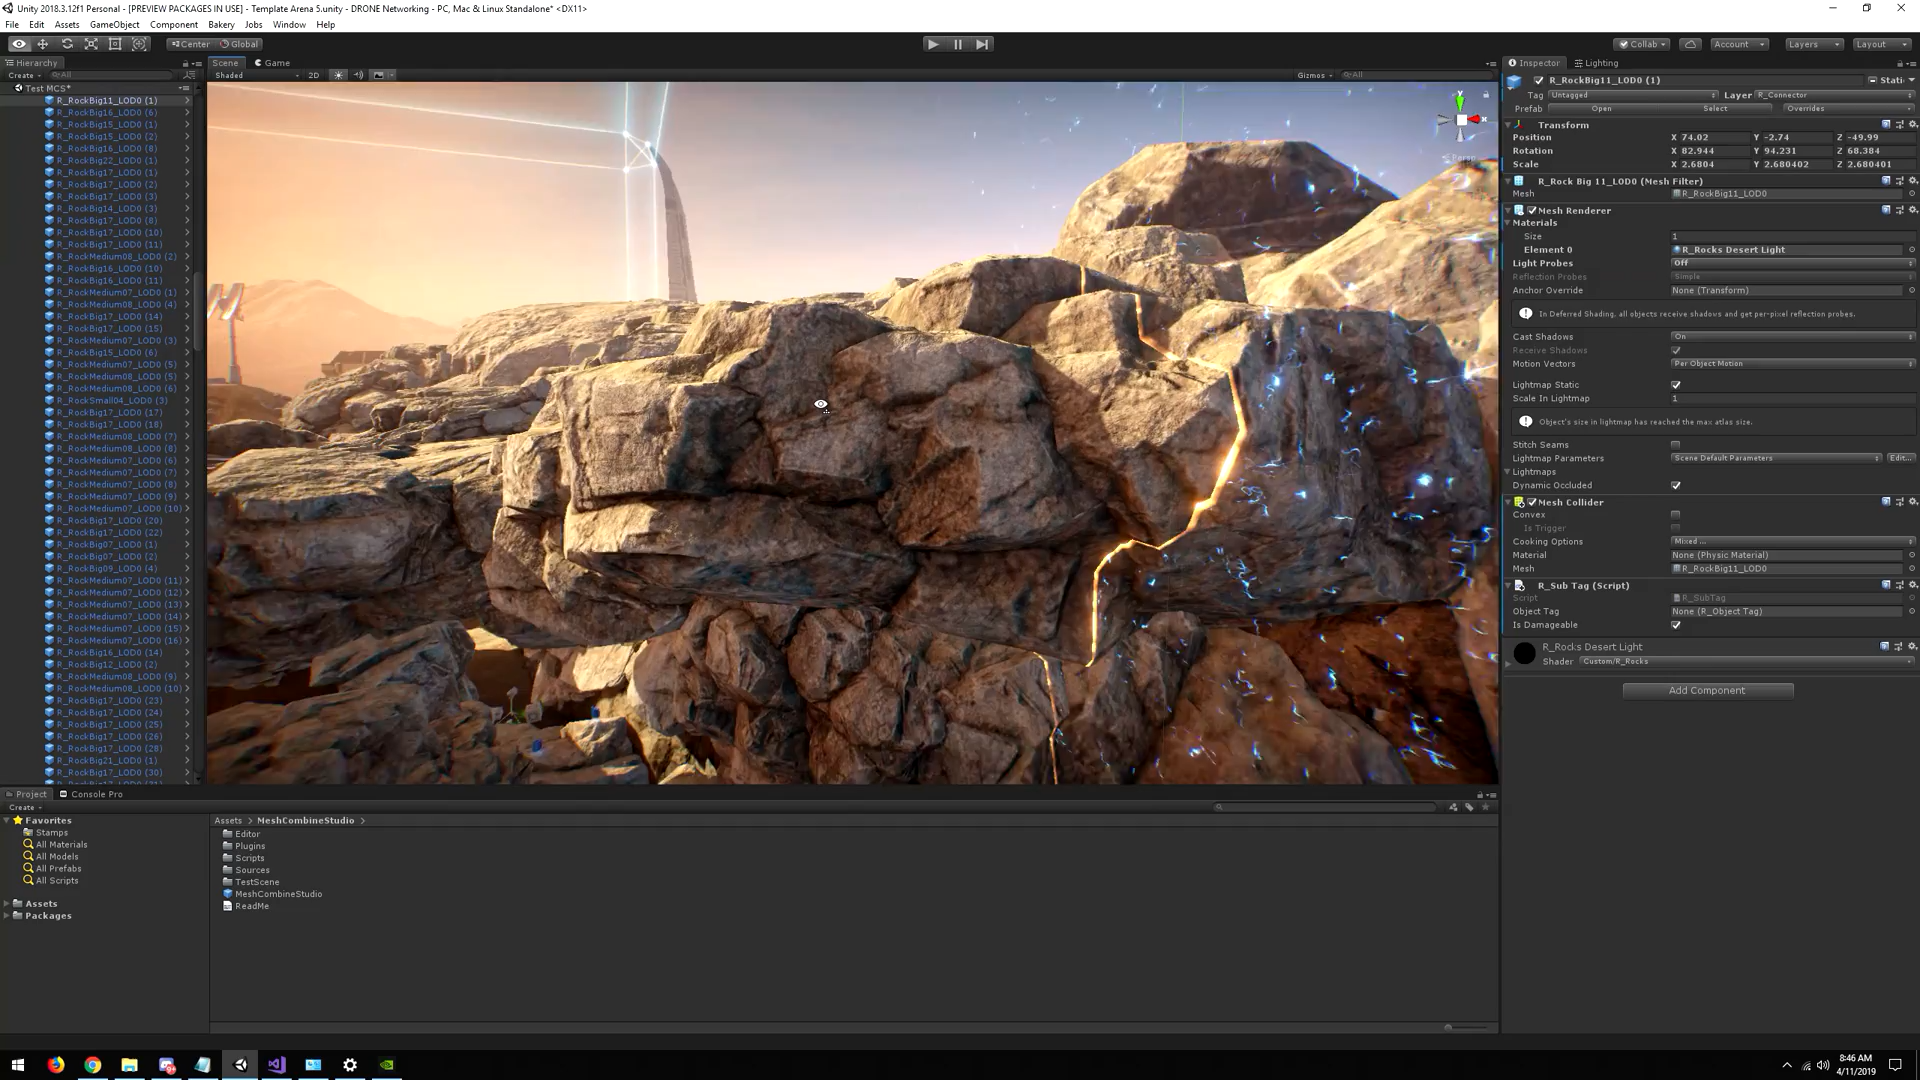 Unity 2018.3.12f1 Personal - [PREVIEW PACKAGES IN USE] - Template Arena 5.unity - DRONE Networking - PC, Mac & Linux Standalone* <DX11>
File Edit Assets GameObject Component Bakery Jobs Window Help
Center Global Collab Account Layers Layout
Hierarchy
Create All
Test MCS*
R_RockBig11_LOD0 (1)
R_RockBig16_LOD0 (6)
R_RockBig15_LOD0 (1)
R_RockBig15_LOD0 (2)
R_RockBig16_LOD0 (8)
R_RockBig22_LOD0 (1)
R_RockBig17_LOD0 (1)
R_RockBig17_LOD0 (2)
R_RockBig17_LOD0 (3)
R_RockBig14_LOD0 (3)
R_RockBig17_LOD0 (8)
R_RockBig17_LOD0 (10)
R_RockBig17_LOD0 (11)
R_RockMedium08_LOD0 (2)
R_RockBig16_LOD0 (10)
R_RockBig16_LOD0 (11)
R_RockMedium07_LOD0 (1)
R_RockMedium08_LOD0 (4)
R_RockBig17_LOD0 (14)
R_RockBig17_LOD0 (15)
R_RockMedium07_LOD0 (3)
R_RockBig15_LOD0 (6)
R_RockMedium07_LOD0 (5)
R_RockMedium08_LOD0 (5)
R_RockMedium08_LOD0 (6)
R_RockSmall04_LOD0 (3)
R_RockBig17_LOD0 (17)
R_RockBig17_LOD0 (18)
R_RockMedium08_LOD0 (7)
R_RockMedium08_LOD0 (8)
R_RockMedium07_LOD0 (6)
R_RockMedium07_LOD0 (7)
R_RockMedium07_LOD0 (8)
R_RockMedium07_LOD0 (9)
R_RockMedium07_LOD0 (10)
R_RockBig17_LOD0 (20)
R_RockBig17_LOD0 (22)
R_RockBig07_LOD0 (1)
R_RockBig07_LOD0 (2)
R_RockBig09_LOD0 (4)
R_RockMedium07_LOD0 (11)
R_RockMedium07_LOD0 (12)
R_RockMedium07_LOD0 (13)
R_RockMedium07_LOD0 (14)
R_RockMedium07_LOD0 (15)
R_RockMedium07_LOD0 (16)
R_RockBig16_LOD0 (14)
R_RockBig12_LOD0 (2)
R_RockMedium08_LOD0 (9)
R_RockMedium08_LOD0 (10)
R_RockBig17_LOD0 (23)
R_RockBig17_LOD0 (24)
R_RockBig17_LOD0 (25)
R_RockBig17_LOD0 (26)
R_RockBig17_LOD0 (28)
R_RockBig21_LOD0 (1)
R_RockBig17_LOD0 (30)
Scene Game
Shaded 2D Gizmos All
y
x
Persp
Inspector Lighting
R_RockBig11_LOD0 (1) Stati
Tag Untagged Layer R_Connector
Prefab Open Select Overrides
Transform
Position X 74.02 Y -2.74 Z -49.99
Rotation X 82.944 Y 94.231 Z 68.384
Scale X 2.6804 Y 2.680402 Z 2.680401
R_Rock Big 11_LOD0 (Mesh Filter)
Mesh R_RockBig11_LOD0
Mesh Renderer
Materials
Size 1
Element 0 R_Rocks Desert Light
Light Probes Off
Reflection Probes Simple
Anchor Override None (Transform)
In Deferred Shading, all objects receive shadows and get per-pixel reflection probes.
Cast Shadows On
Receive Shadows
Motion Vectors Per Object Motion
Lightmap Static
Scale In Lightmap 1
Object's size in lightmap has reached the max atlas size.
Stitch Seams
Lightmap Parameters Scene Default Parameters Edit...
Lightmaps
Dynamic Occluded
Mesh Collider
Convex
Is Trigger
Cooking Options Mixed ...
Material None (Physic Material)
Mesh R_RockBig11_LOD0
R_Sub Tag (Script)
Script R_SubTag
Object Tag None (R_Object Tag)
Is Damageable
R_Rocks Desert Light
Shader Custom/R_Rocks
Add Component
Project Console Pro
Create
Favorites
Stamps
All Materials
All Models
All Prefabs
All Scripts
Assets
Packages
Assets > MeshCombineStudio >
Editor
Plugins
Scripts
Sources
TestScene
MeshCombineStudio
ReadMe
8:46 AM
4/11/2019